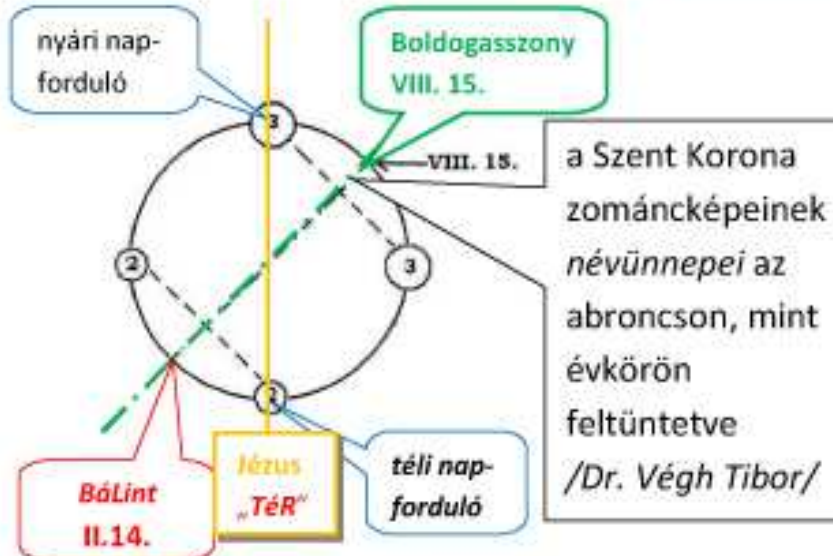 nyári nap-
forduló
Boldogasszony
VIII. 15.
3
VIII. 15.
a Szent Korona
zománcképeinek
névünnepei az
abroncson, mint
évkörön
feltüntetve
/Dr. Végh Tibor/
2
3
2
BáLint
II.14.
Jézus
„TéR"
téli nap-
forduló